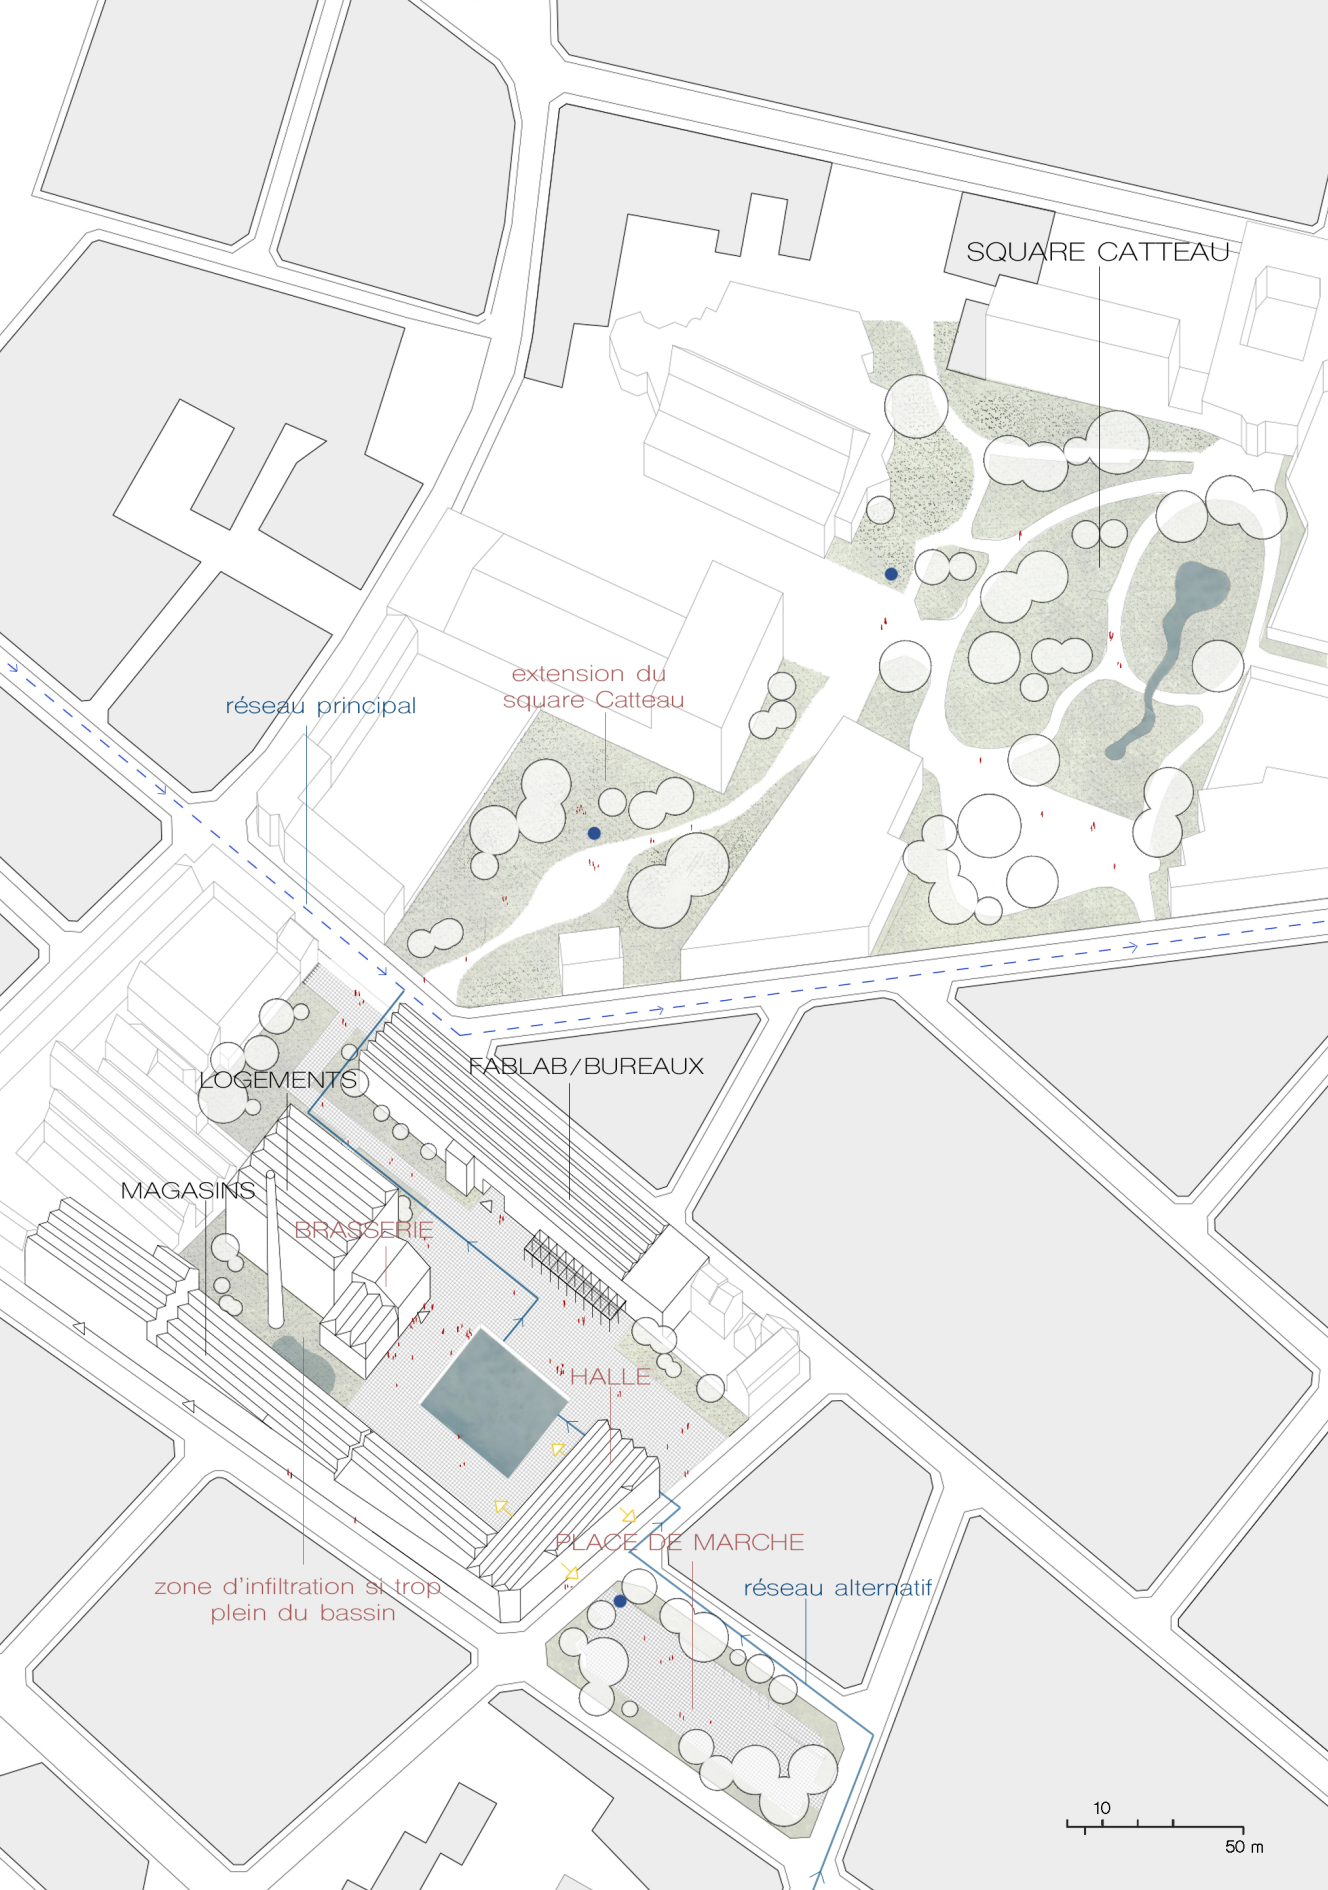 SQUARE CATTEAU
extension du
square Catteau
réseau principal
FABLAB/BUREAUX
LOGEMENTS
MAGASINS
BRASSERIE
HALLE
PLACE DE MARCHE
zone d'infiltration si trop
plein du bassin
réseau alternatif
10
50 m